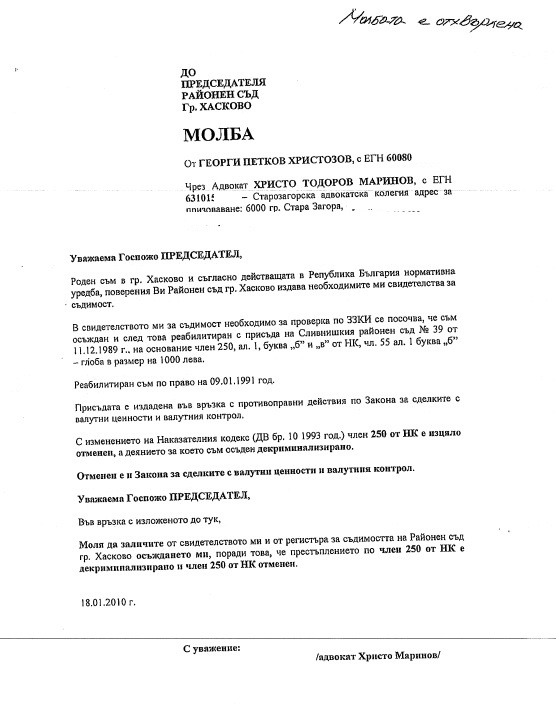 Молбата е отхвърлена
ДО
ПРЕДСЕДАТЕЛЯ
РАЙОНЕН СЪД
Гр. ХАСКОВО
МОЛБА
От ГЕОРГИ ПЕТКОВ ХРИСТОЗОВ, с ЕГН 60080
Чрез Адвокат ХРИСТО ТОДОРОВ МАРИНОВ, с ЕГН
631015 – Старозагорска адвокатска колегия адрес за
призоваване: 6000 гр. Стара Загора,
Уважаема Госпожо ПРЕДСЕДАТЕЛ,
Роден съм в гр. Хасково и съгласно действащата в Република България нормативна
уредба, поверения Ви Районен съд гр. Хасково издава необходимите ми свидетелства за
съдимост.
В свидетелството ми за съдимост необходимо за проверка по ЗЗКИ се посочва, че съм
осъждан и след това реабилитиран с присъда на Сливнишкия районен съд № 39 от
11.12.1989 г., на основание член 250, ал. 1, буква „б" и „в" от НК, чл. 55 ал. 1 буква „б"
– глоба в размер на 1000 лева.
Реабилитиран съм по право на 09.01.1991 год.
Присъдата е издадена във връзка с противоправни действия по Закона за сделките с
валутни ценности и валутния контрол.
С изменението на Наказателния кодекс (ДВ бр. 10 1993 год.) член 250 от НК е изцяло
отменен, а деянието за което съм осъден декриминализирано.
Отменен е и Закона за сделките с валутни ценности и валутния контрол.
Уважаема Госпожо ПРЕДСЕДАТЕЛ,
Във връзка с изложеното до тук,
Моля да заличите от свидетелството ми и от регистъра за съдимостта на Районен съд
гр. Хасково осъждането ми, поради това, че престъплението по член 250 от НК е
декриминализирано и член 250 от НК отменен.
18.01.2010 г.
С уважение:
/адвокат Христо Маринов/